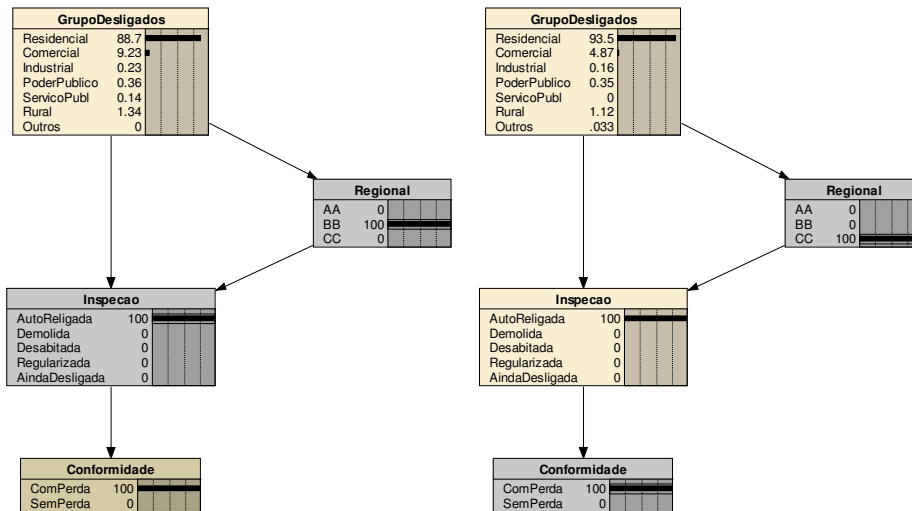 GrupoDesligados
Residencial 88.7
Comercial 9.23
Industrial 0.23
PoderPublico 0.36
ServicoPubl 0.14
Rural 1.34
Outros 0
Regional
AA 0
BB 100
CC 0
Inspecao
AutoReligada 100
Demolida 0
Desabitada 0
Regularizada 0
AindaDesligada 0
Conformidade
ComPerda 100
SemPerda 0
GrupoDesligados
Residencial 93.5
Comercial 4.87
Industrial 0.16
PoderPublico 0.35
ServicoPubl 0
Rural 1.12
Outros .033
Regional
AA 0
BB 0
CC 100
Inspecao
AutoReligada 100
Demolida 0
Desabitada 0
Regularizada 0
AindaDesligada 0
Conformidade
ComPerda 100
SemPerda 0